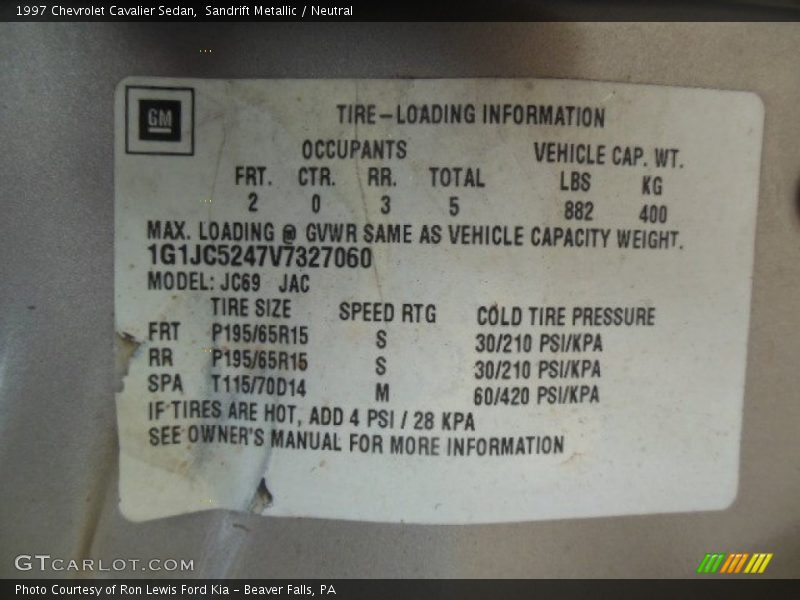 1997 Chevrolet Cavalier Sedan,  Sandrift Metallic / Neutral
GM
TIRE-LOADING INFORMATION
OCCUPANTS VEHICLE CAP. WT.
FRT. CTR. RR. TOTAL LBS KG
2 0 3 5 882 400
MAX. LOADING @ GVWR SAME AS VEHICLE CAPACITY WEIGHT.
1G1JC5247V7327060
MODEL: JC69 JAC
TIRE SIZE SPEED RTG COLD TIRE PRESSURE
FRT P195/65R15 S 30/210 PSI/KPA
RR P195/65R15 S 30/210 PSI/KPA
SPA T115/70D14 M 60/420 PSI/KPA
IF TIRES ARE HOT, ADD 4 PSI / 28 KPA
SEE OWNER'S MANUAL FOR MORE INFORMATION
GTCARLOT.COM
Photo Courtesy of Ron Lewis Ford Kia - Beaver Falls, PA